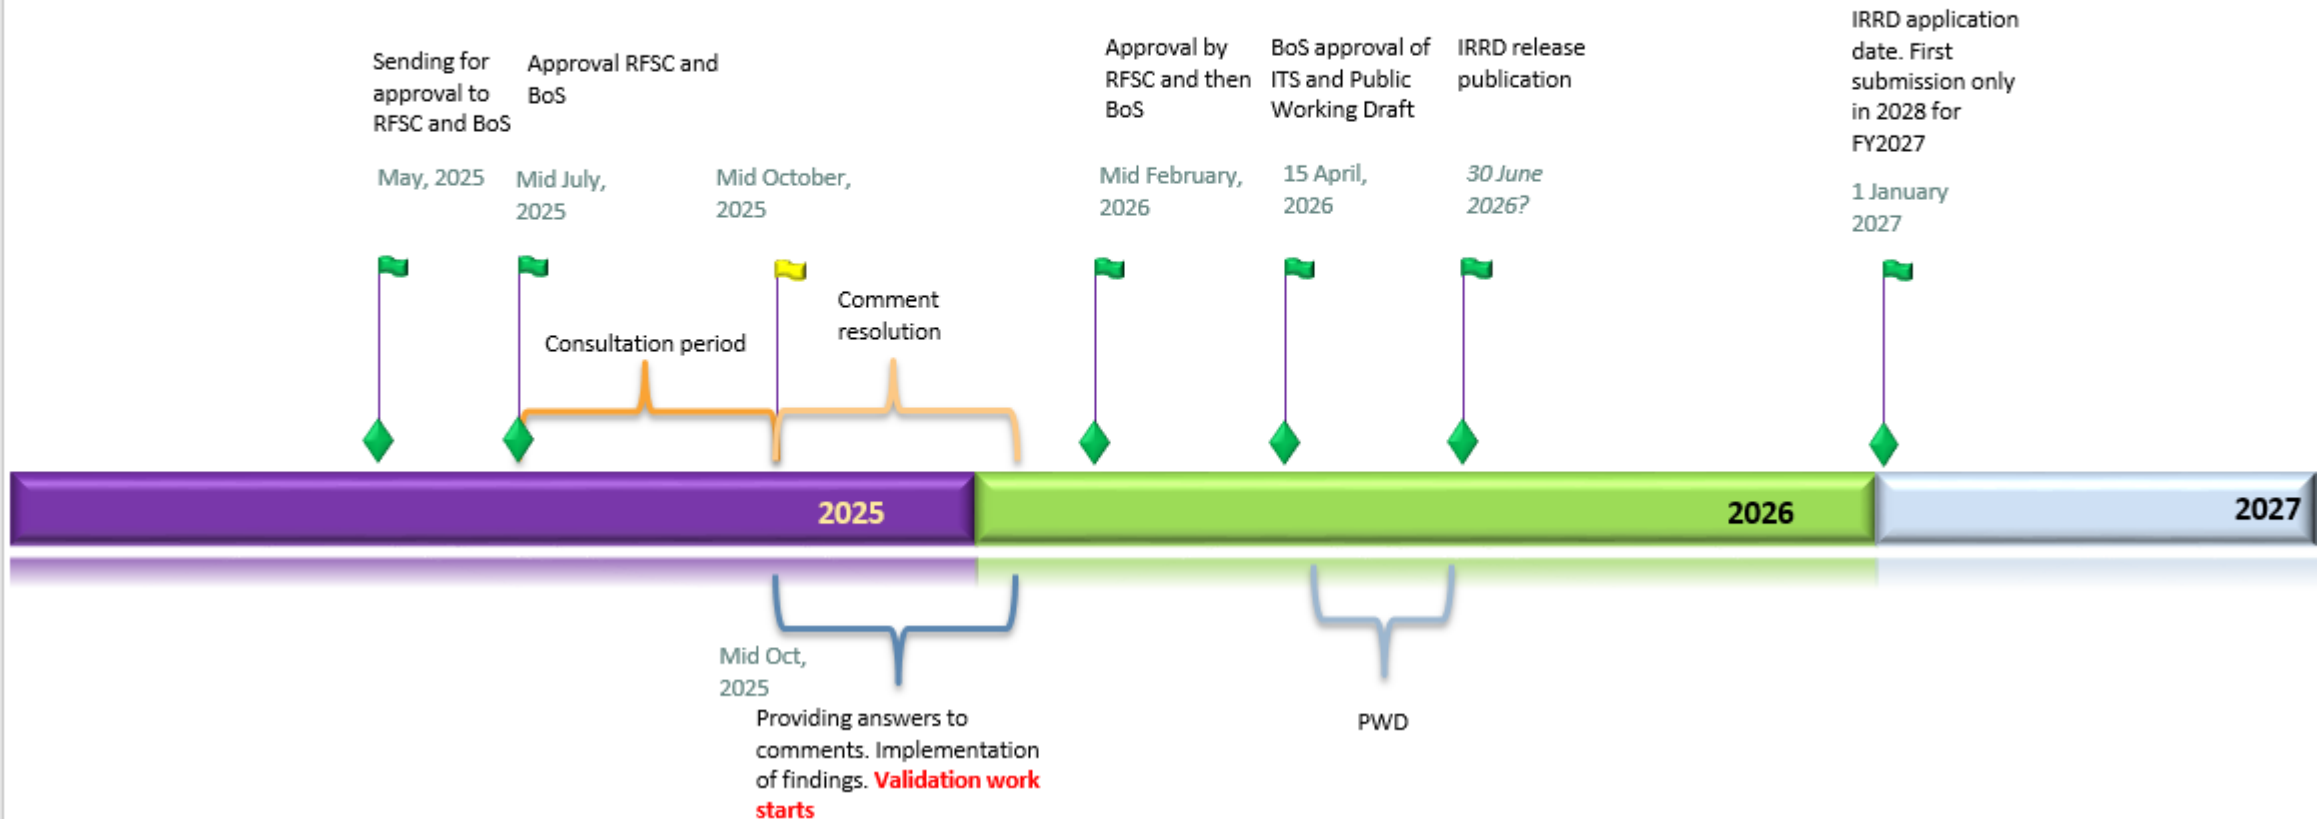 Sending for
approval to
RFSC and BoS
May, 2025
Approval RFSC and
BoS
Mid July,
2025
Mid October,
2025
Approval by
RFSC and then
BoS
Mid February,
2026
BoS approval of
ITS and Public
Working Draft
15 April,
2026
IRRD release
publication
30 June
2026?
IRRD application
date. First
submission only
in 2028 for
FY2027
1 January
2027
Consultation period
Comment
resolution
2025
2026
2027
Mid Oct,
2025
Providing answers to
comments. Implementation
of findings. Validation work
starts
PWD